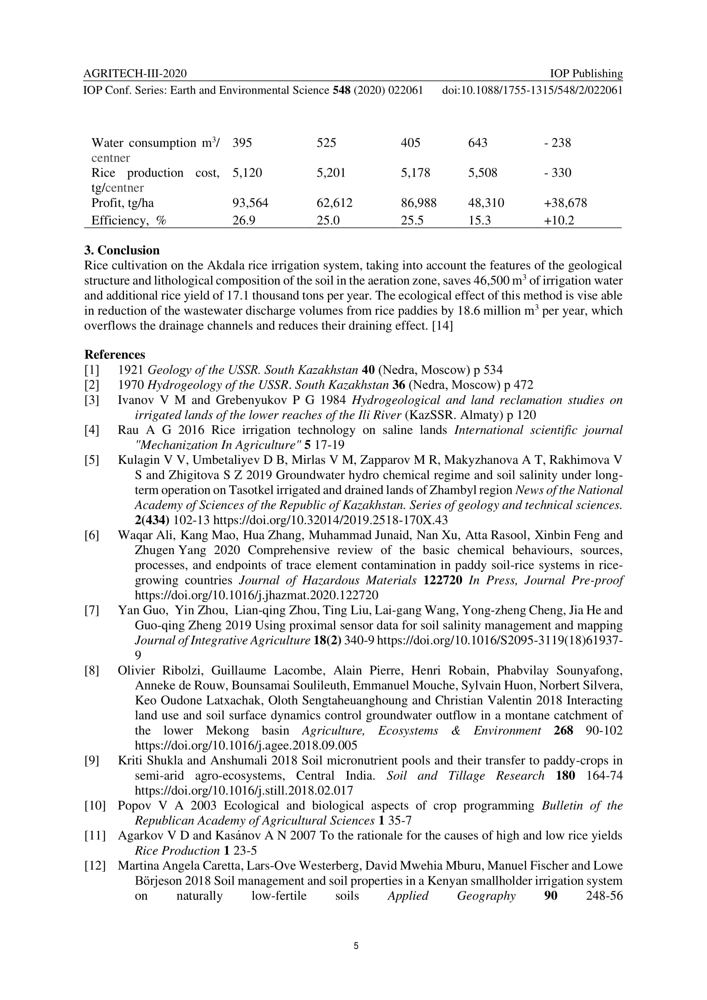 AGRITECH-III-2020 IOP Publishing
IOP Conf. Series: Earth and Environmental Science 548 (2020) 022061 doi:10.1088/1755-1315/548/2/022061
Water consumption m³/ 395 525 405 643 - 238
centner
Rice production cost, 5,120 5,201 5,178 5,508 - 330
tg/centner
Profit, tg/ha 93,564 62,612 86,988 48,310 +38,678
Efficiency, % 26.9 25.0 25.5 15.3 +10.2
3. Conclusion
Rice cultivation on the Akdala rice irrigation system, taking into account the features of the geological
structure and lithological composition of the soil in the aeration zone, saves 46,500 m³ of irrigation water
and additional rice yield of 17.1 thousand tons per year. The ecological effect of this method is vise able
in reduction of the wastewater discharge volumes from rice paddies by 18.6 million m³ per year, which
overflows the drainage channels and reduces their draining effect. [14]
References
[1] 1921 Geology of the USSR. South Kazakhstan 40 (Nedra, Moscow) p 534
[2] 1970 Hydrogeology of the USSR. South Kazakhstan 36 (Nedra, Moscow) p 472
[3] Ivanov V M and Grebenyukov P G 1984 Hydrogeological and land reclamation studies on
irrigated lands of the lower reaches of the Ili River (KazSSR. Almaty) p 120
[4] Rau A G 2016 Rice irrigation technology on saline lands International scientific journal
"Mechanization In Agriculture" 5 17-19
[5] Kulagin V V, Umbetaliyev D B, Mirlas V M, Zapparov M R, Makyzhanova A T, Rakhimova V
S and Zhigitova S Z 2019 Groundwater hydro chemical regime and soil salinity under long-
term operation on Tasotkel irrigated and drained lands of Zhambyl region News of the National
Academy of Sciences of the Republic of Kazakhstan. Series of geology and technical sciences.
2(434) 102-13 https://doi.org/10.32014/2019.2518-170X.43
[6] Waqar Ali, Kang Mao, Hua Zhang, Muhammad Junaid, Nan Xu, Atta Rasool, Xinbin Feng and
Zhugen Yang 2020 Comprehensive review of the basic chemical behaviours, sources,
processes, and endpoints of trace element contamination in paddy soil-rice systems in rice-
growing countries Journal of Hazardous Materials 122720 In Press, Journal Pre-proof
https://doi.org/10.1016/j.jhazmat.2020.122720
[7] Yan Guo, Yin Zhou, Lian-qing Zhou, Ting Liu, Lai-gang Wang, Yong-zheng Cheng, Jia He and
Guo-qing Zheng 2019 Using proximal sensor data for soil salinity management and mapping
Journal of Integrative Agriculture 18(2) 340-9 https://doi.org/10.1016/S2095-3119(18)61937-
9
[8] Olivier Ribolzi, Guillaume Lacombe, Alain Pierre, Henri Robain, Phabvilay Sounyafong,
Anneke de Rouw, Bounsamai Soulileuth, Emmanuel Mouche, Sylvain Huon, Norbert Silvera,
Keo Oudone Latxachak, Oloth Sengtaheuanghoung and Christian Valentin 2018 Interacting
land use and soil surface dynamics control groundwater outflow in a montane catchment of
the lower Mekong basin Agriculture, Ecosystems & Environment 268 90-102
https://doi.org/10.1016/j.agee.2018.09.005
[9] Kriti Shukla and Anshumali 2018 Soil micronutrient pools and their transfer to paddy-crops in
semi-arid agro-ecosystems, Central India. Soil and Tillage Research 180 164-74
https://doi.org/10.1016/j.still.2018.02.017
[10] Popov V A 2003 Ecological and biological aspects of crop programming Bulletin of the
Republican Academy of Agricultural Sciences 1 35-7
[11] Agarkov V D and Kasánov A N 2007 To the rationale for the causes of high and low rice yields
Rice Production 1 23-5
[12] Martina Angela Caretta, Lars-Ove Westerberg, David Mwehia Mburu, Manuel Fischer and Lowe
Börjeson 2018 Soil management and soil properties in a Kenyan smallholder irrigation system
on naturally low-fertile soils Applied Geography 90 248-56
5